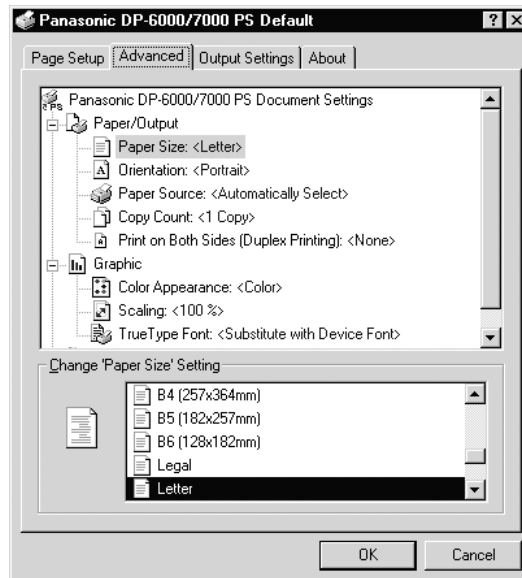 Panasonic DP-6000/7000 PS Default
Page Setup Advanced Output Settings About
Panasonic DP-6000/7000 PS Document Settings
Paper/Output
Paper Size: <Letter>
Orientation: <Portrait>
Paper Source: <Automatically Select>
Copy Count: <1 Copy>
Print on Both Sides (Duplex Printing): <None>
Graphic
Color Appearance: <Color>
Scaling: <100 %>
TrueType Font: <Substitute with Device Font>
Change 'Paper Size' Setting
B4 (257x364mm)
B5 (182x257mm)
B6 (128x182mm)
Legal
Letter
OK Cancel